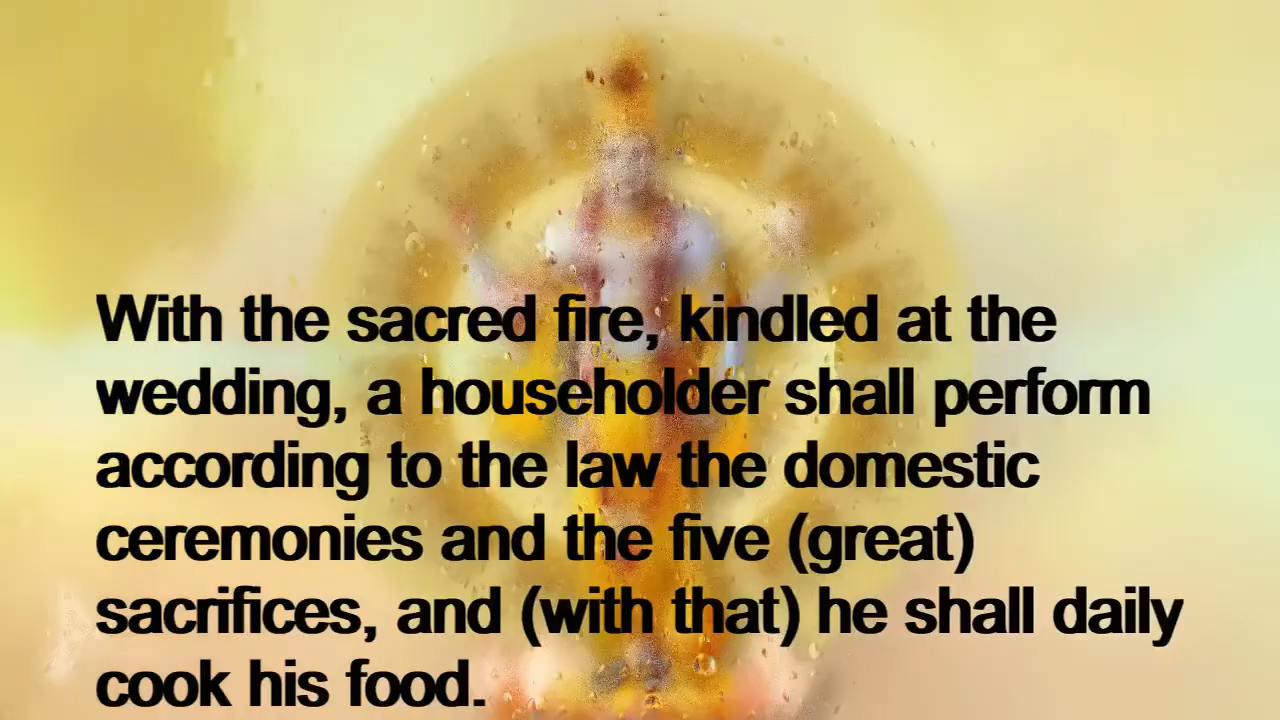 With the sacred fire, kindled at the
wedding, a householder shall perform
according to the law the domestic
ceremonies and the five (great)
sacrifices, and (with that) he shall daily
cook his food.